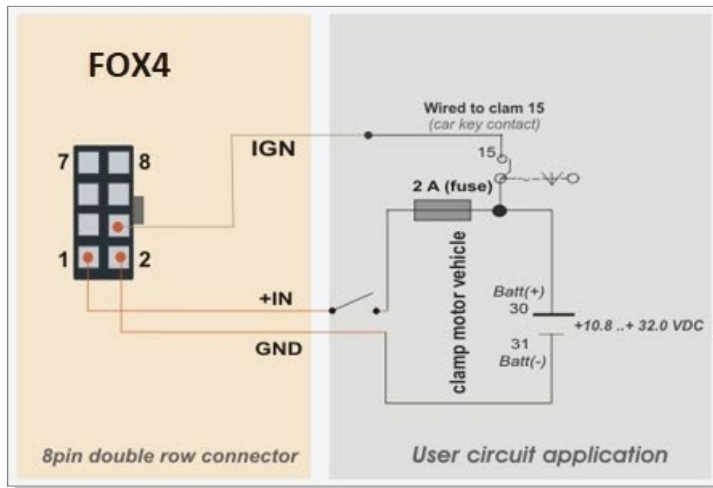 FOX4
Wired to clam 15
(car key contact)
IGN
15
7
8
2 A (fuse)
1
2
clamp motor vehicle
+IN
Batt(+)
30
+10.8 ..+ 32.0 VDC
31
Batt(-)
GND
8pin double row connector
User circuit application